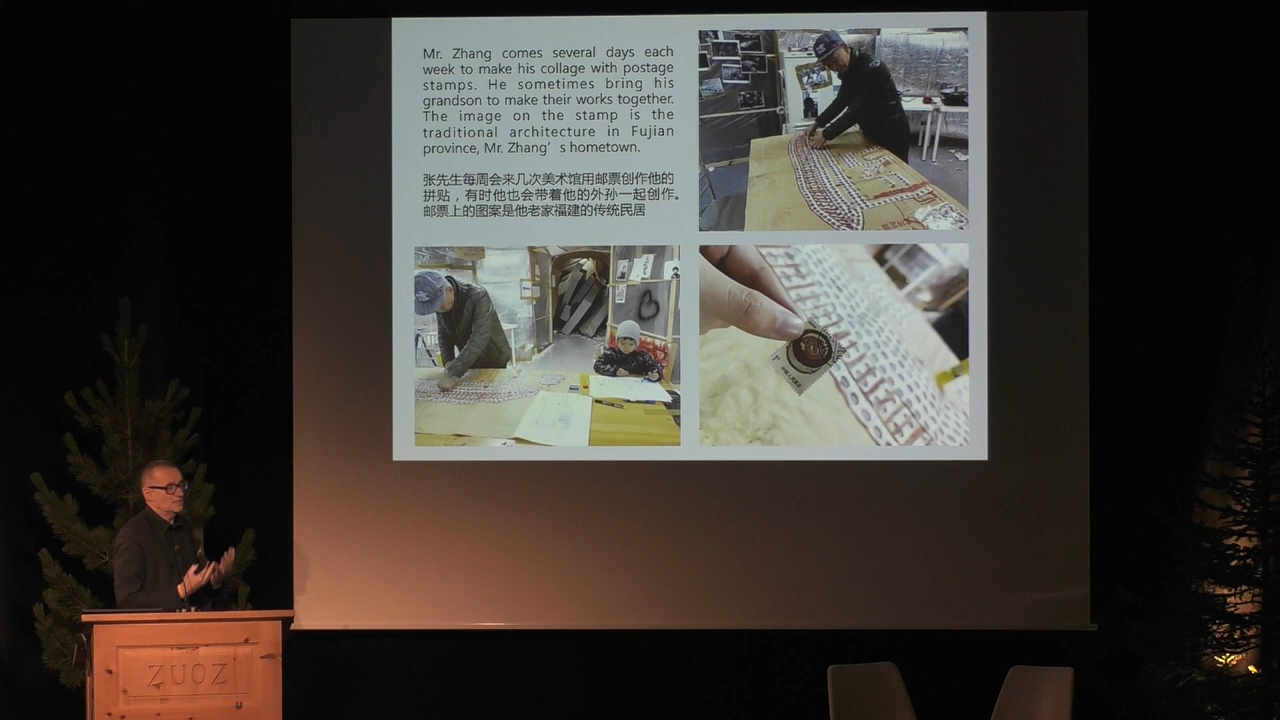 Mr. Zhang comes several days each
week to make his collage with postage
stamps. He sometimes bring his
grandson to make their works together.
The image on the stamp is the
traditional architecture in Fujian
province, Mr. Zhang's hometown.
张先生每周会来几次美术馆用邮票创作他的
拼贴，有时他也会带着他的外孙一起创作。
邮票上的图案是他老家福建的传统民居
ZUOZ